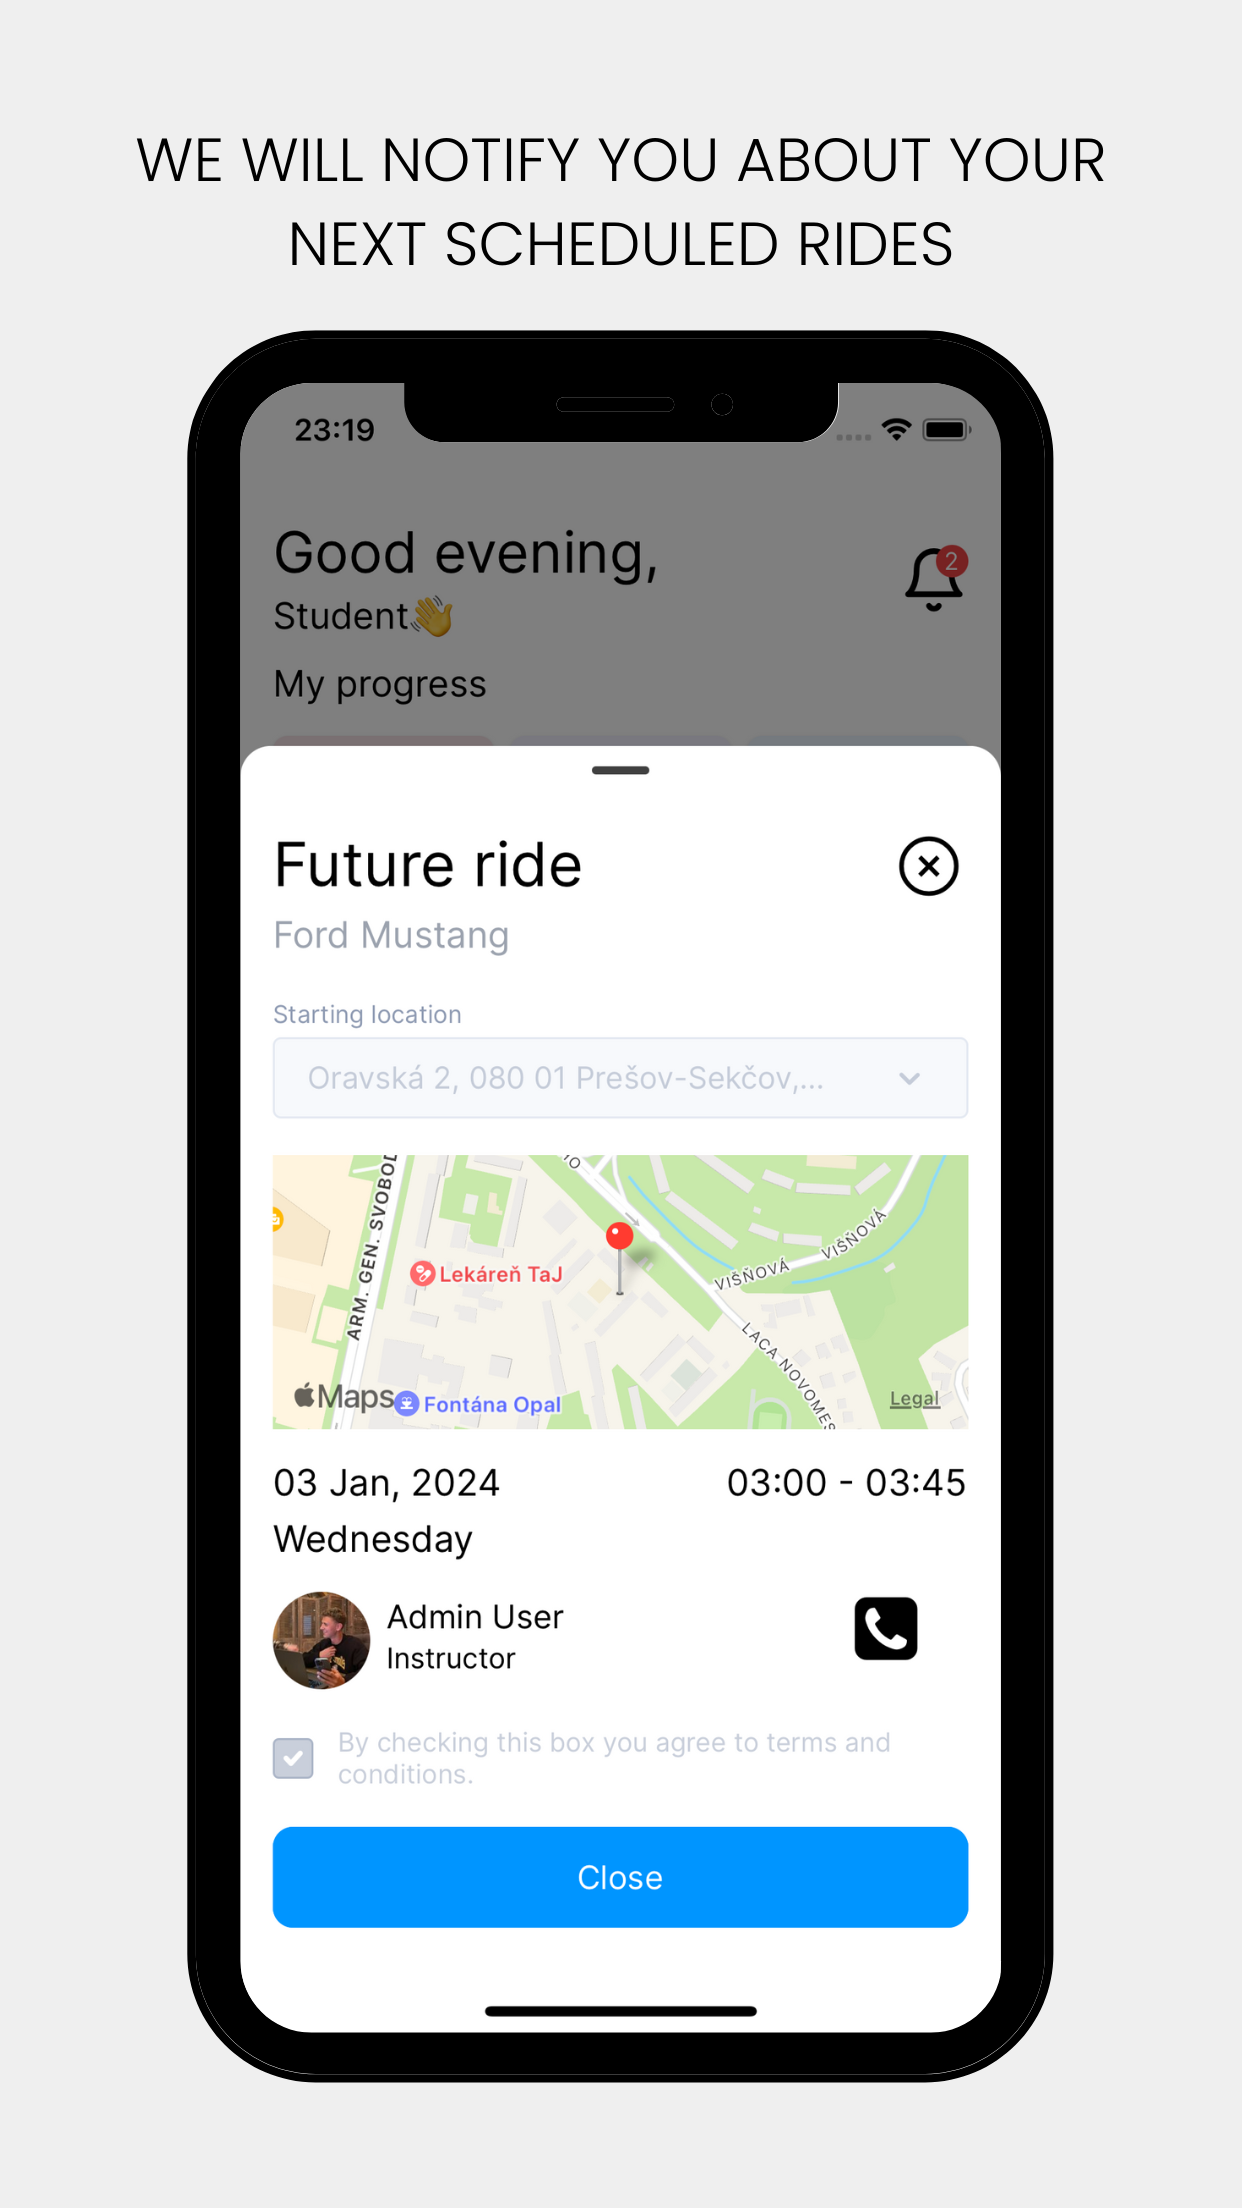 WE WILL NOTIFY YOU ABOUT YOUR
NEXT SCHEDULED RIDES
23:19
Good evening,
2
Student👋
My progress
Future ride
Ford Mustang
Starting location
Oravská 2, 080 01 Prešov-Sekčov,...
ARM. GEN. SVOBOD
VIŠŇOVÁ
VIŠŇOVÁ
Lekáreň TaJ
LACA NOVOMES
Maps
Fontána Opal
Legal
03 Jan, 2024
03:00 - 03:45
Wednesday
Admin User
Instructor
By checking this box you agree to terms and
conditions.
Close